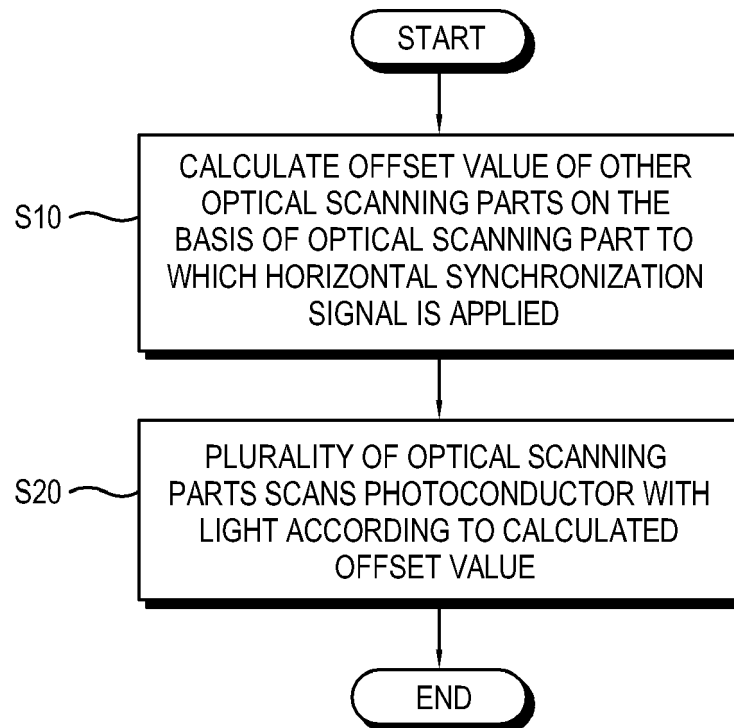 START
S10
CALCULATE OFFSET VALUE OF OTHER
OPTICAL SCANNING PARTS ON THE
BASIS OF OPTICAL SCANNING PART TO
WHICH HORIZONTAL SYNCHRONIZATION
SIGNAL IS APPLIED
S20
PLURALITY OF OPTICAL SCANNING
PARTS SCANS PHOTOCONDUCTOR WITH
LIGHT ACCORDING TO CALCULATED
OFFSET VALUE
END